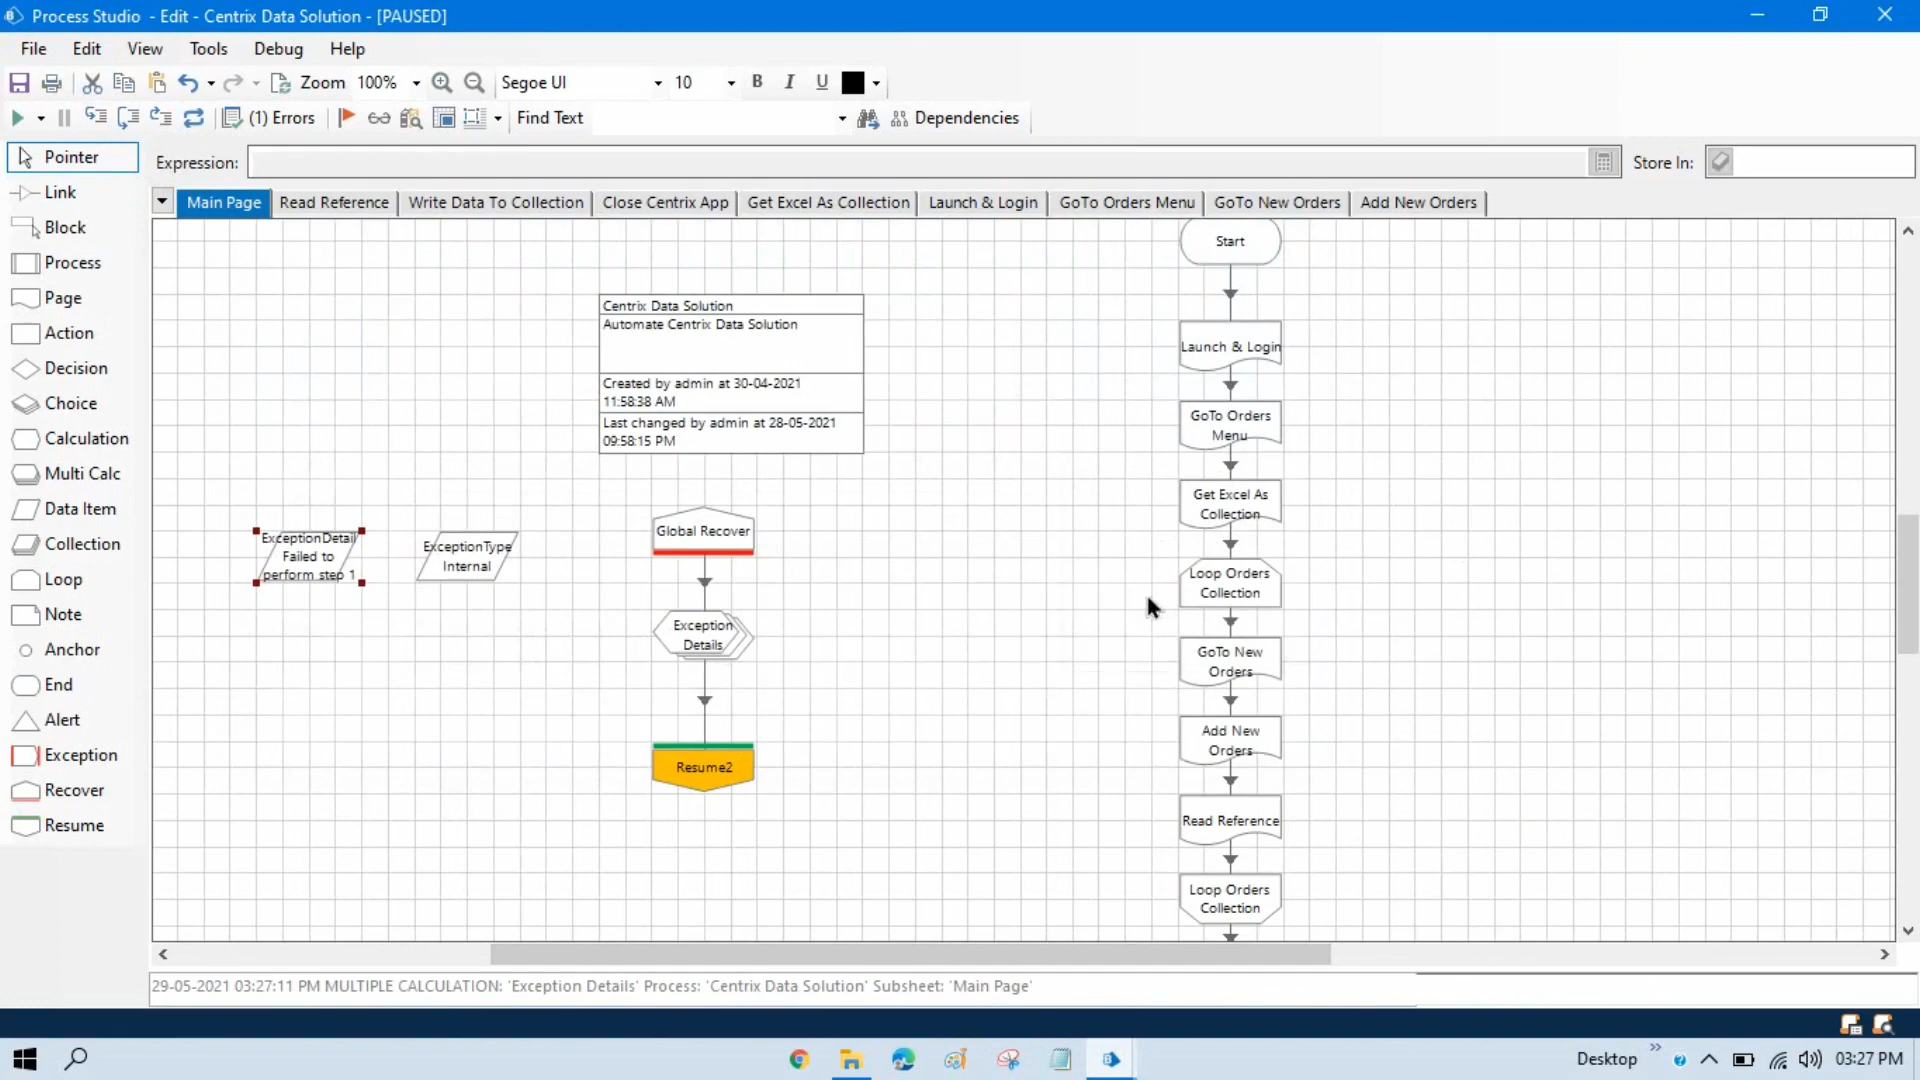 Process Studio - Edit - Centrix Data Solution - [PAUSED]
File Edit View Tools Debug Help
Zoom 100% Segoe UI 10 B I U
(1) Errors Find Text Dependencies
Pointer
Link
Block
Process
Page
Action
Decision
Choice
Calculation
Multi Calc
Data Item
Collection
Loop
Note
Anchor
End
Alert
Exception
Recover
Resume
Expression: Store In:
Main Page Read Reference Write Data To Collection Close Centrix App Get Excel As Collection Launch & Login GoTo Orders Menu GoTo New Orders Add New Orders
Centrix Data Solution
Automate Centrix Data Solution
Created by admin at 30-04-2021
11:58:38 AM
Last changed by admin at 28-05-2021
09:58:15 PM
ExceptionDetail
Failed to
perform step 1
ExceptionType
Internal
Global Recover
Exception
Details
Resume2
Start
Launch & Login
GoTo Orders
Menu
Get Excel As
Collection
Loop Orders
Collection
GoTo New
Orders
Add New
Orders
Read Reference
Loop Orders
Collection
29-05-2021 03:27:11 PM MULTIPLE CALCULATION: 'Exception Details' Process: 'Centrix Data Solution' Subsheet: 'Main Page'
Desktop 03:27 PM